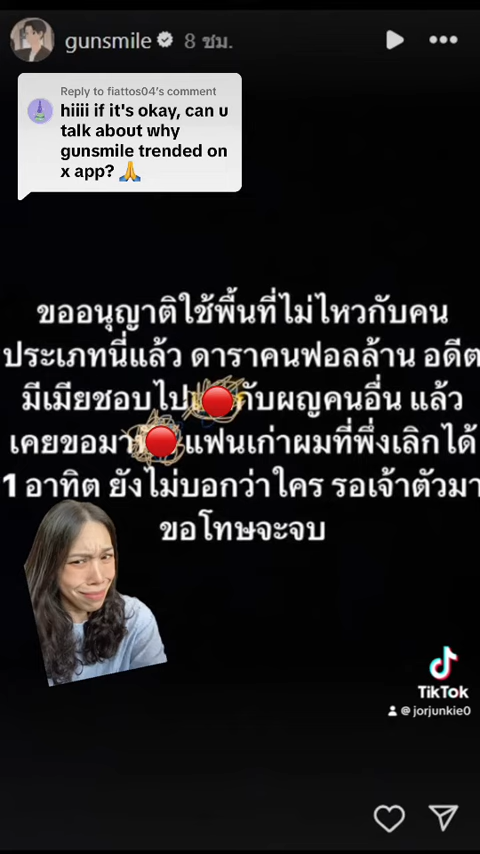 gunsmile
8 ชม.
Reply to fiattos04's comment
hiiii if it's okay, can u
talk about why
gunsmile trended on
x app? 🙏
ขออนุญาติใช้พื้นที่ไม่ไหวกับคน
ประเภทนี่แล้ว ดาราคนฟอลล้าน อดีต
มีเมียชอบไป 🔴 กับผญคนอื่น แล้ว
เคยขอมา 🔴 แฟนเก่าผมที่พึ่งเลิกได้
1 อาทิต ยังไม่บอกว่าใคร รอเจ้าตัวมา
ขอโทษจะจบ
TikTok
@jorjunkie0